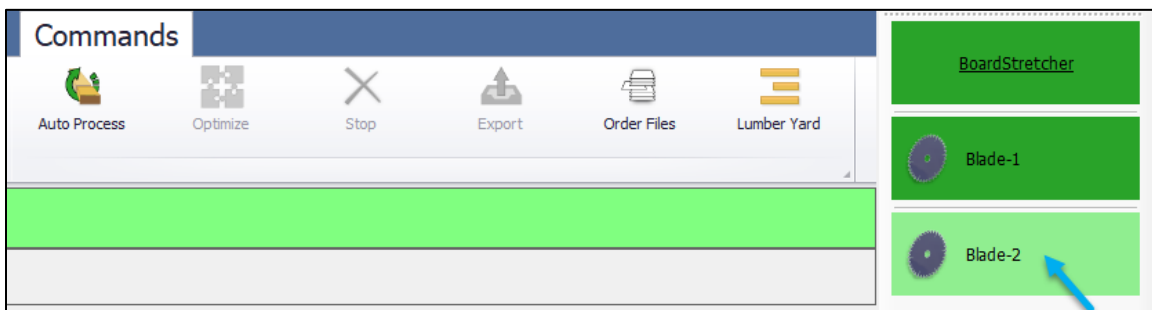 Commands
Auto Process
Optimize
Stop
Export
Order Files
Lumber Yard
BoardStretcher
Blade-1
Blade-2